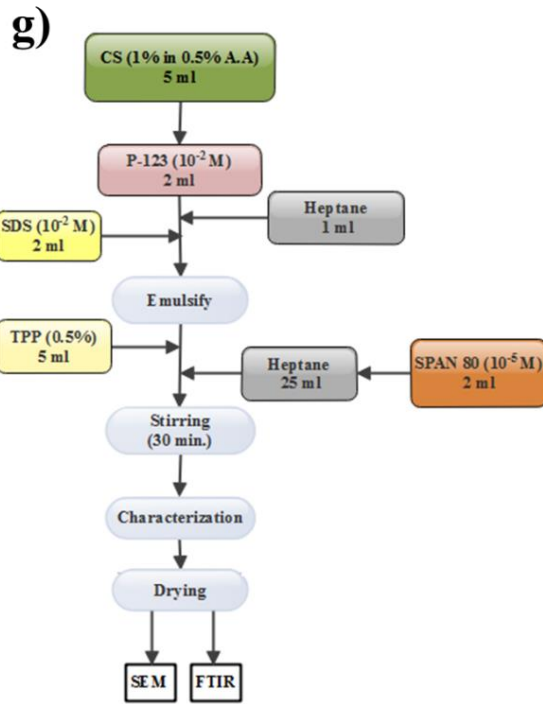 g)
CS (1% in 0.5% A.A)
5 ml
P-123 (10⁻² M)
2 ml
Heptane
1 ml
SDS (10⁻² M)
2 ml
Emulsify
TPP (0.5%)
5 ml
Heptane
25 ml
SPAN 80 (10⁻⁵ M)
2 ml
Stirring
(30 min.)
Characterization
Drying
SEM
FTIR